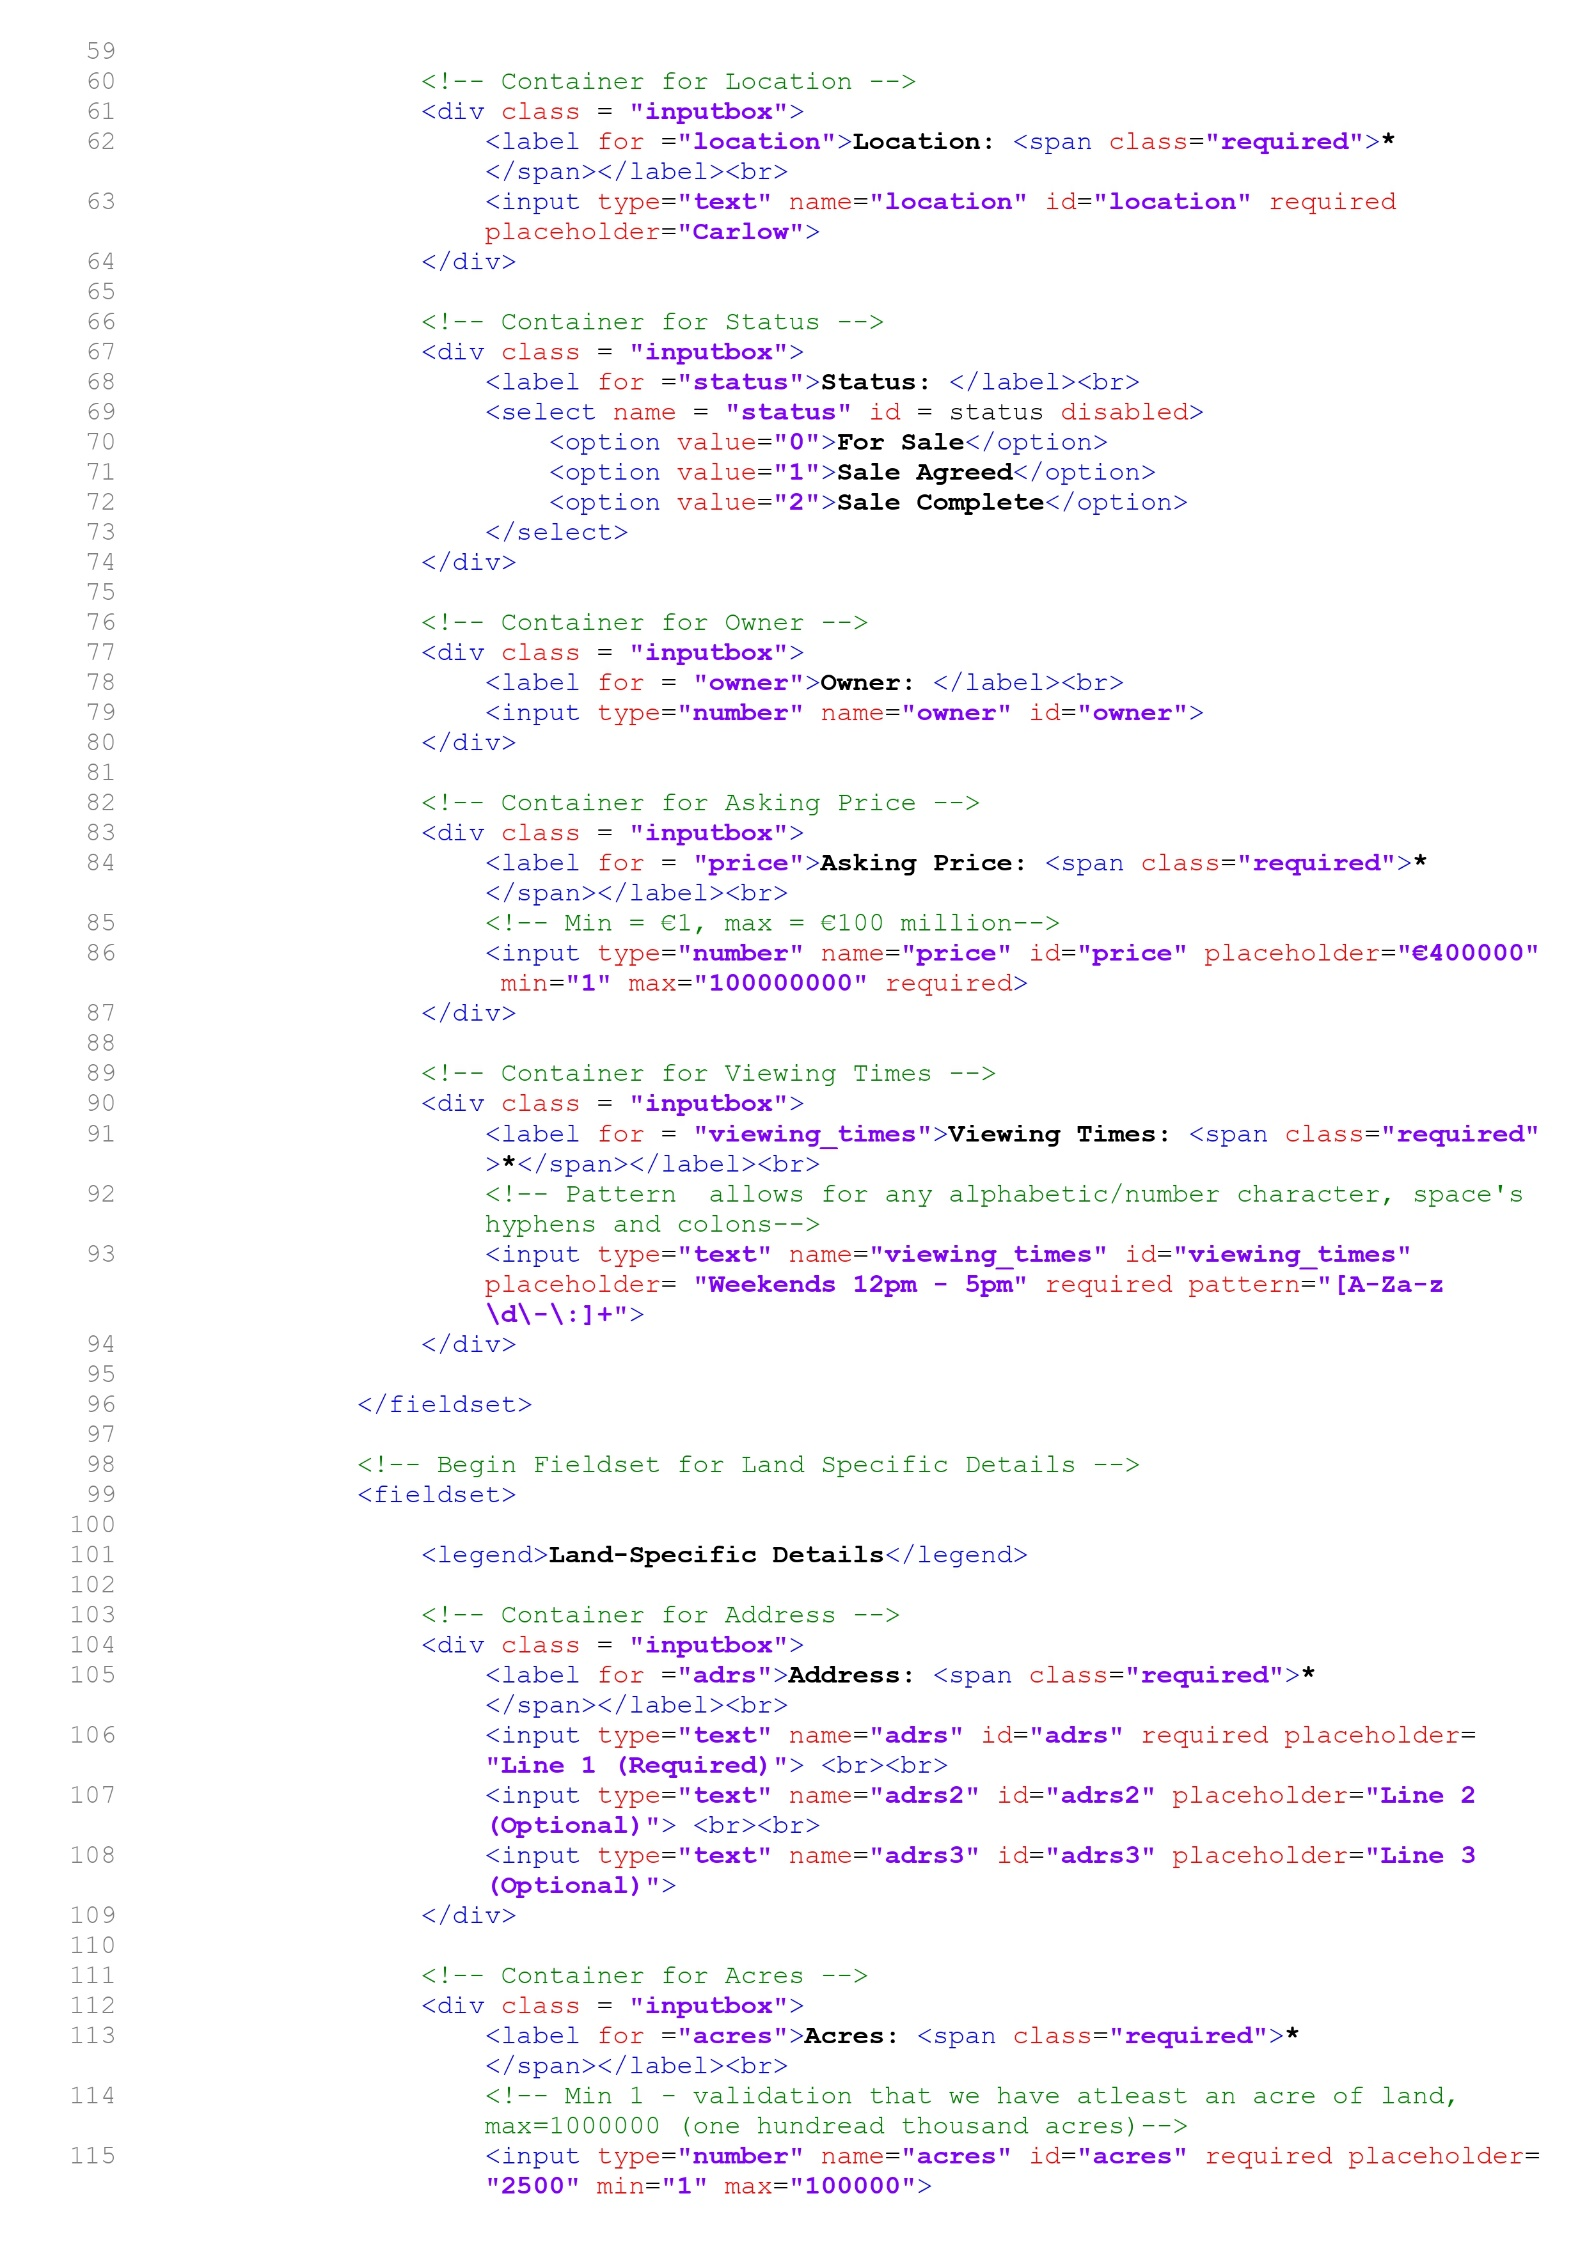 59
60 <!-- Container for Location -->
61 <div class = "inputbox">
62 <label for ="location">Location: <span class="required">*
</span></label><br>
63 <input type="text" name="location" id="location" required
placeholder="Carlow">
64 </div>
65
66 <!-- Container for Status -->
67 <div class = "inputbox">
68 <label for ="status">Status: </label><br>
69 <select name = "status" id = status disabled>
70 <option value="0">For Sale</option>
71 <option value="1">Sale Agreed</option>
72 <option value="2">Sale Complete</option>
73 </select>
74 </div>
75
76 <!-- Container for Owner -->
77 <div class = "inputbox">
78 <label for = "owner">Owner: </label><br>
79 <input type="number" name="owner" id="owner">
80 </div>
81
82 <!-- Container for Asking Price -->
83 <div class = "inputbox">
84 <label for = "price">Asking Price: <span class="required">*
</span></label><br>
85 <!-- Min = €1, max = €100 million-->
86 <input type="number" name="price" id="price" placeholder="€400000"
min="1" max="100000000" required>
87 </div>
88
89 <!-- Container for Viewing Times -->
90 <div class = "inputbox">
91 <label for = "viewing_times">Viewing Times: <span class="required"
>*</span></label><br>
92 <!-- Pattern  allows for any alphabetic/number character, space's
hyphens and colons-->
93 <input type="text" name="viewing_times" id="viewing_times"
placeholder= "Weekends 12pm - 5pm" required pattern="[A-Za-z
\d\-\:]+">
94 </div>
95
96 </fieldset>
97
98 <!-- Begin Fieldset for Land Specific Details -->
99 <fieldset>
100
101 <legend>Land-Specific Details</legend>
102
103 <!-- Container for Address -->
104 <div class = "inputbox">
105 <label for ="adrs">Address: <span class="required">*
</span></label><br>
106 <input type="text" name="adrs" id="adrs" required placeholder=
"Line 1 (Required)"> <br><br>
107 <input type="text" name="adrs2" id="adrs2" placeholder="Line 2
(Optional)"> <br><br>
108 <input type="text" name="adrs3" id="adrs3" placeholder="Line 3
(Optional)">
109 </div>
110
111 <!-- Container for Acres -->
112 <div class = "inputbox">
113 <label for ="acres">Acres: <span class="required">*
</span></label><br>
114 <!-- Min 1 - validation that we have atleast an acre of land,
max=1000000 (one hundread thousand acres)-->
115 <input type="number" name="acres" id="acres" required placeholder=
"2500" min="1" max="100000">